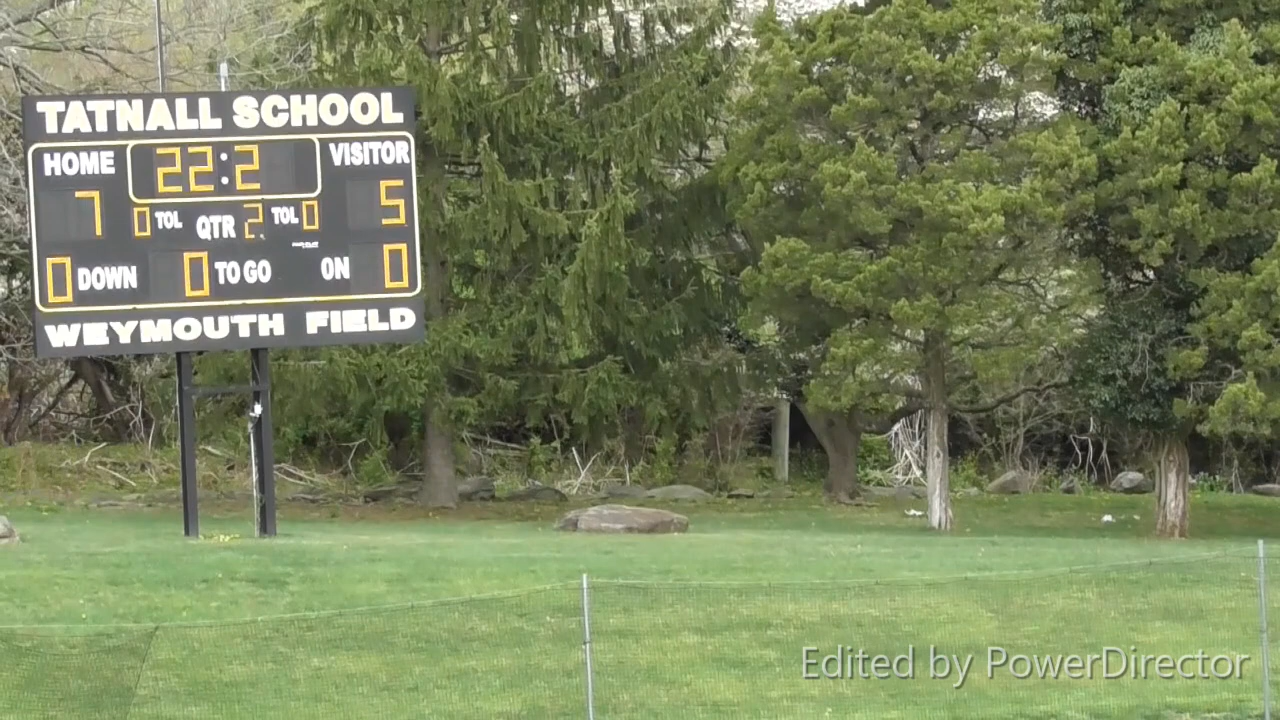 TATNALL SCHOOL
HOME 22:2 VISITOR
7 0 TOL QTR 2 TOL 0 5
0 DOWN 0 TO GO ON 0
WEYMOUTH FIELD
Edited by PowerDirector